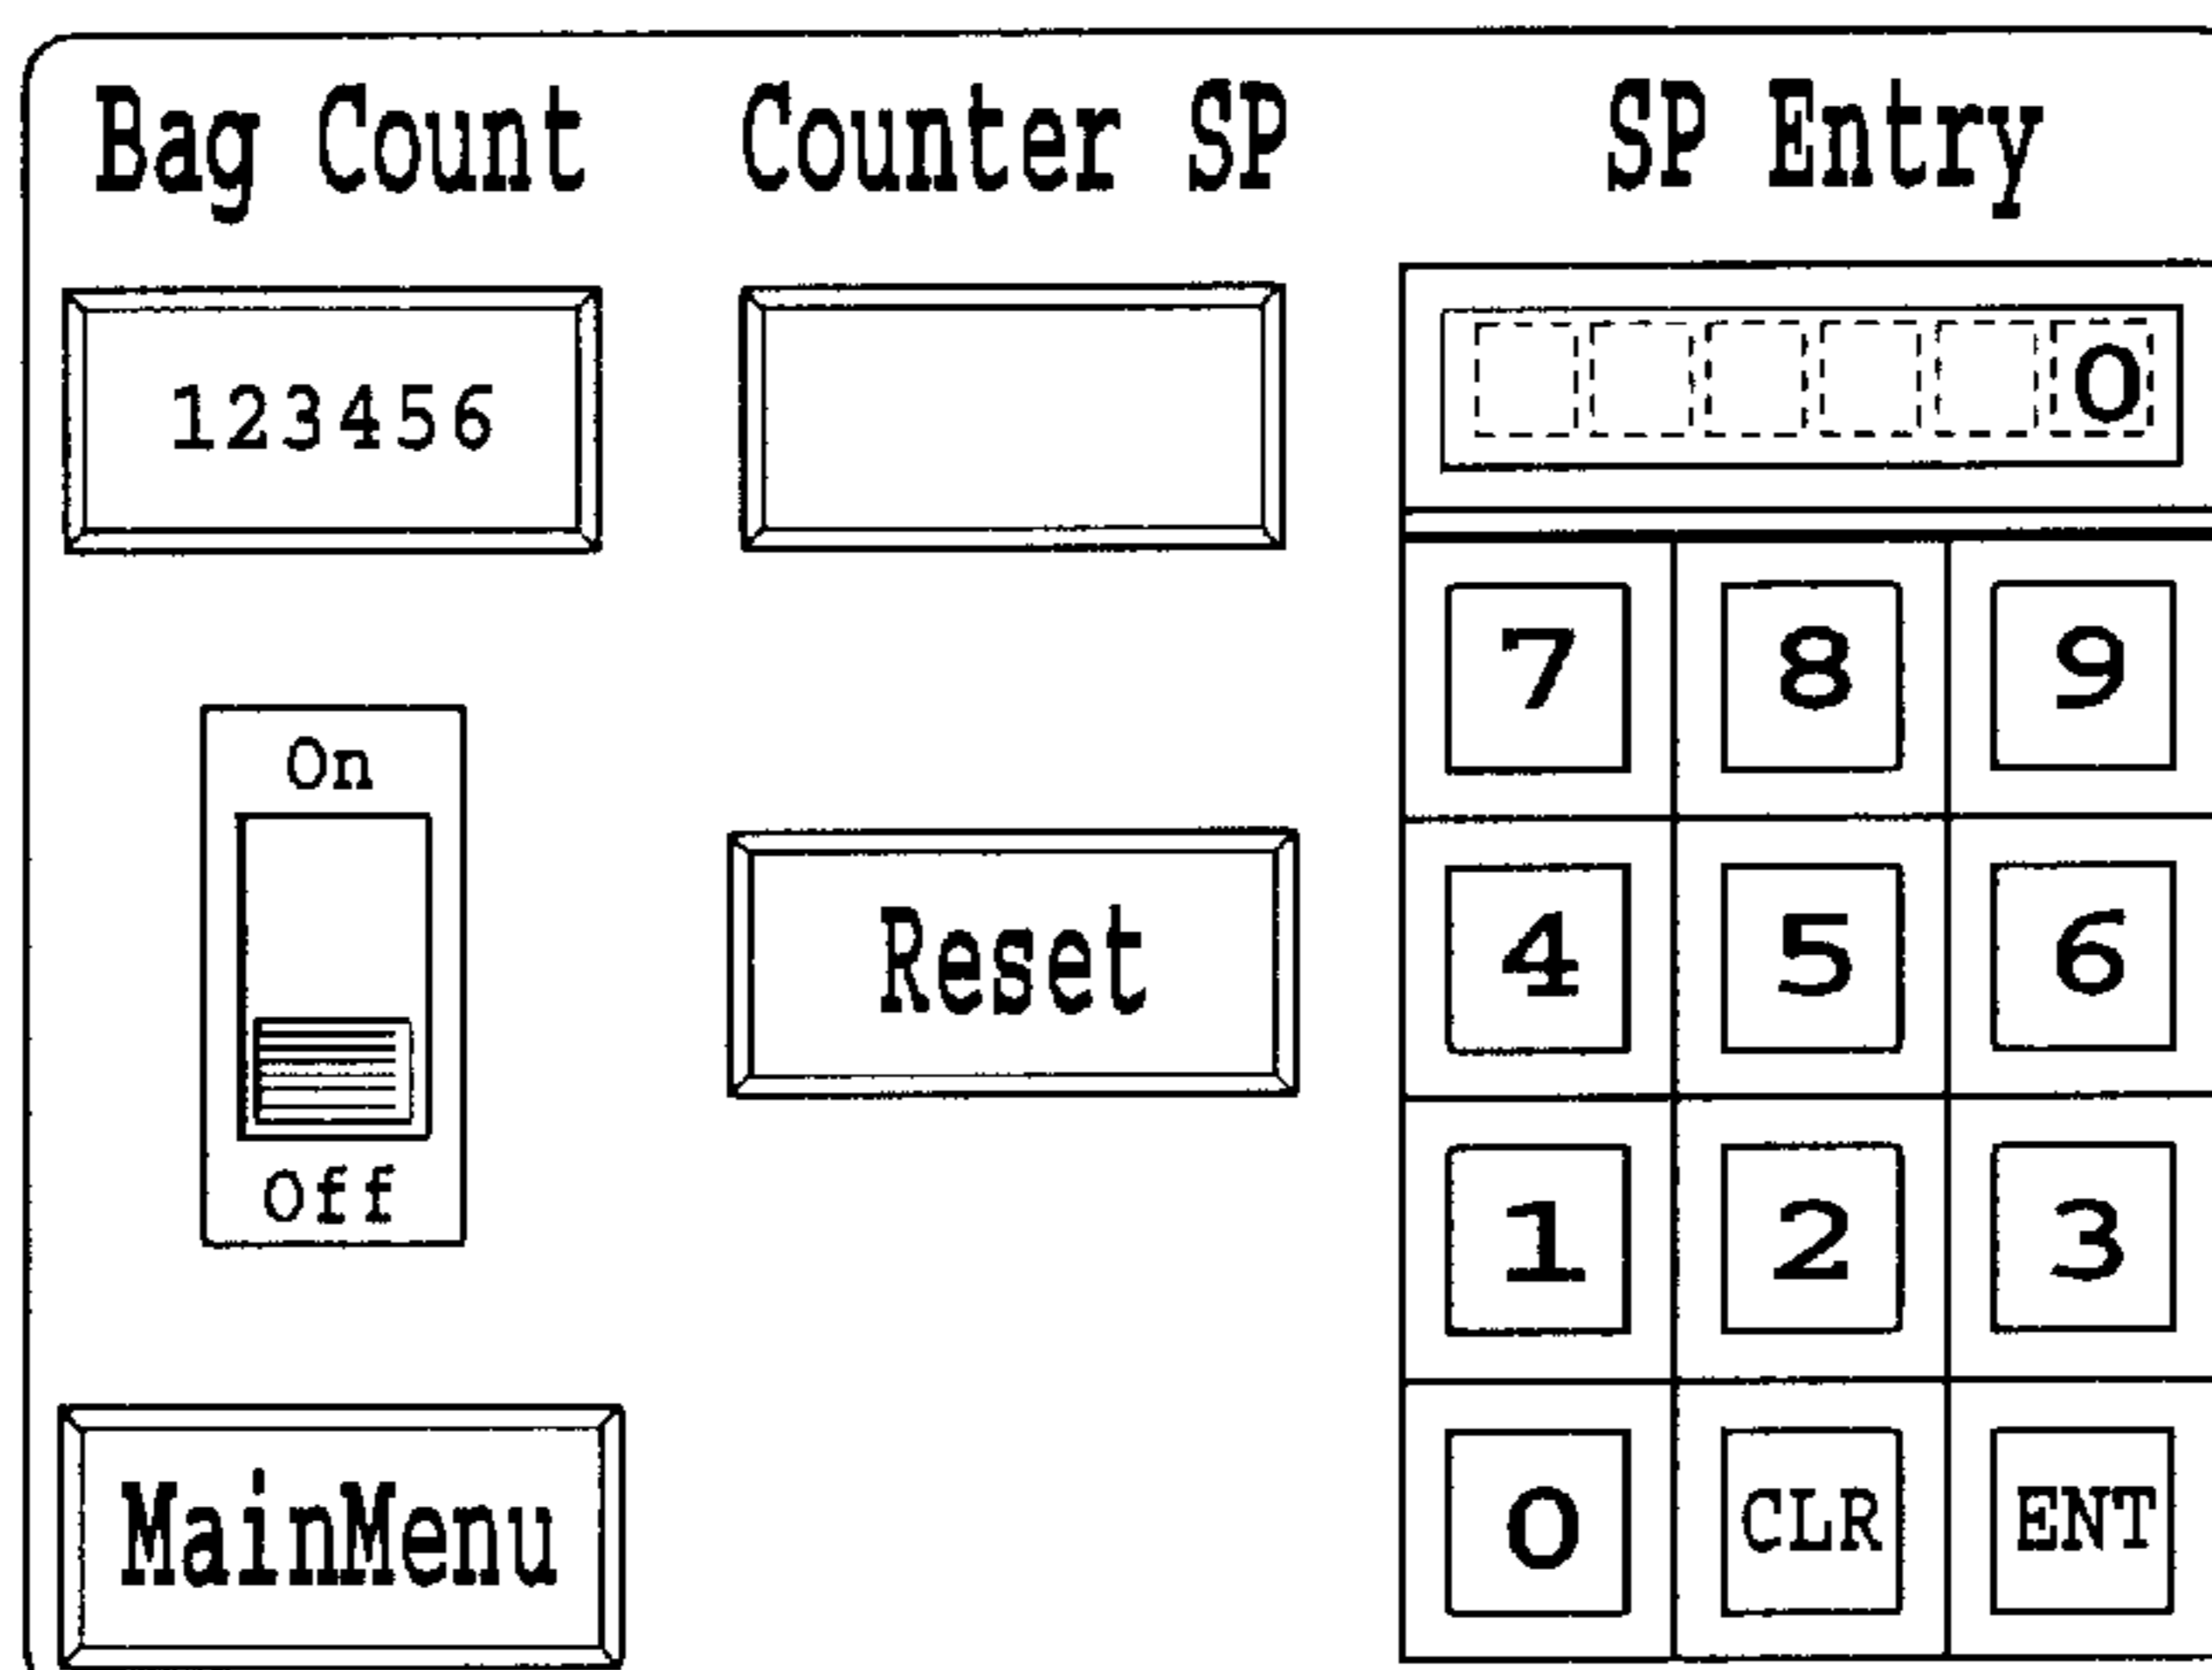 Bag Count Counter SP SP Entry
123456
0
7 8 9
On
Reset
4 5 6
Off
1 2 3
MainMenu
0 CLR ENT